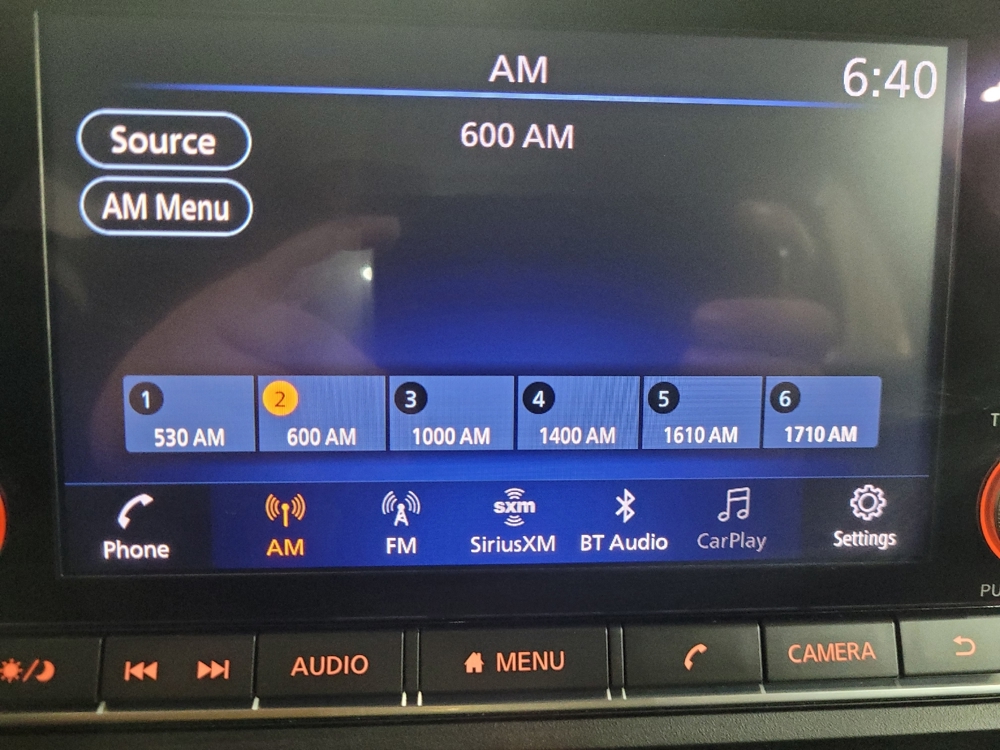 AM
6:40
Source
600 AM
AM Menu
1 2 3 4 5 6
530 AM 600 AM 1000 AM 1400 AM 1610 AM 1710 AM
sxm
Phone AM FM SiriusXM BT Audio CarPlay Settings
AUDIO MENU CAMERA